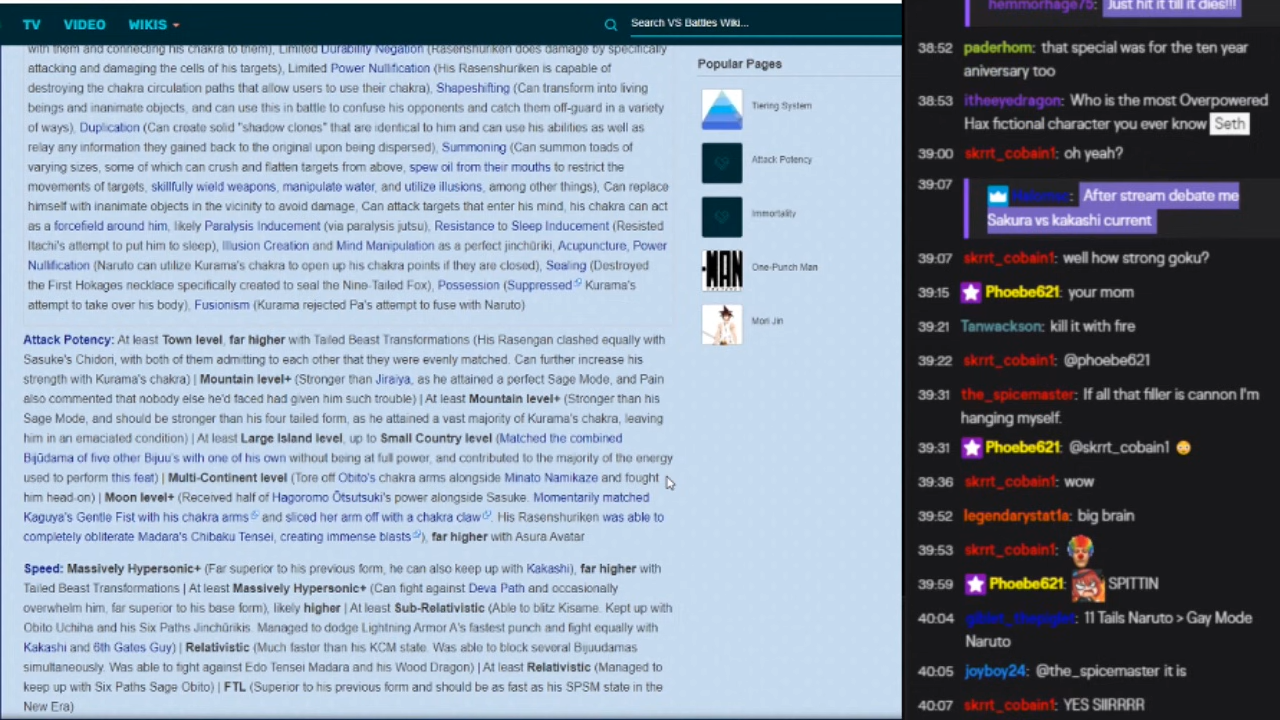 TV VIDEO WIKIS
Search VS Battles Wiki...
with them and connecting his chakra to them), Limited Durability Negation (Rasenshuriken does damage by specifically
attacking and damaging the cells of his targets), Limited Power Nullification (His Rasenshuriken is capable of
destroying the chakra circulation paths that allow users to use their chakra), Shapeshifting (Can transform into living
beings and inanimate objects, and can use this in battle to confuse his opponents and catch them off-guard in a variety
of ways), Duplication (Can create solid "shadow clones" that are identical to him and can use his abilities as well as
relay any information they gained back to the original upon being dispersed), Summoning (Can summon toads of
varying sizes, some of which can crush and flatten targets from above, spew oil from their mouths to restrict the
movements of targets, skillfully wield weapons, manipulate water, and utilize illusions, among other things), Can replace
himself with inanimate objects in the vicinity to avoid damage, Can attack targets that enter his mind, his chakra can act
as a forcefield around him, likely Paralysis Inducement (via paralysis jutsu), Resistance to Sleep Inducement (Resisted
Itachi's attempt to put him to sleep), Illusion Creation and Mind Manipulation as a perfect jinchūriki, Acupuncture, Power
Nullification (Naruto can utilize Kurama's chakra to open up his chakra points if they are closed), Sealing (Destroyed
the First Hokages necklace specifically created to seal the Nine-Tailed Fox), Possession (Suppressed Kurama's
attempt to take over his body), Fusionism (Kurama rejected Pa's attempt to fuse with Naruto)
Attack Potency: At least Town level, far higher with Tailed Beast Transformations (His Rasengan clashed equally with
Sasuke's Chidori, with both of them admitting to each other that they were evenly matched. Can further increase his
strength with Kurama's chakra) | Mountain level+ (Stronger than Jiraiya, as he attained a perfect Sage Mode, and Pain
also commented that nobody else he'd faced had given him such trouble) | At least Mountain level+ (Stronger than his
Sage Mode, and should be stronger than his four tailed form, as he attained a vast majority of Kurama's chakra, leaving
him in an emaciated condition) | At least Large Island level, up to Small Country level (Matched the combined
Bijūdama of five other Bijuu's with one of his own without being at full power, and contributed to the majority of the energy
used to perform this feat) | Multi-Continent level (Tore off Obito's chakra arms alongside Minato Namikaze and fought
him head-on) | Moon level+ (Received half of Hagoromo Ōtsutsuki's power alongside Sasuke. Momentarily matched
Kaguya's Gentle Fist with his chakra arms and sliced her arm off with a chakra claw. His Rasenshuriken was able to
completely obliterate Madara's Chibaku Tensei, creating immense blasts), far higher with Asura Avatar
Speed: Massively Hypersonic+ (Far superior to his previous form, he can also keep up with Kakashi), far higher with
Tailed Beast Transformations | At least Massively Hypersonic+ (Can fight against Deva Path and occasionally
overwhelm him, far superior to his base form), likely higher | At least Sub-Relativistic (Able to blitz Kisame. Kept up with
Obito Uchiha and his Six Paths Jinchūrikis. Managed to dodge Lightning Armor A's fastest punch and fight equally with
Kakashi and 6th Gates Guy) | Relativistic (Much faster than his KCM state. Was able to block several Bijuudamas
simultaneously. Was able to fight against Edo Tensei Madara and his Wood Dragon) | At least Relativistic (Managed to
keep up with Six Paths Sage Obito) | FTL (Superior to his previous form and should be as fast as his SPSM state in the
New Era)
Popular Pages
Tiering System
Attack Potency
Immortality
MAN
One-Punch Man
Mori Jin
hemmorhage75: Just hit it till it dies!!!
38:52 paderhom: that special was for the ten year
aniversary too
38:53 itheeyedragon: Who is the most Overpowered
Hax fictional character you ever know Seth
39:00 skrrt_cobain1: oh yeah?
39:07 After stream debate me
Sakura vs kakashi current
39:07 skrrt_cobain1: well how strong goku?
39:15 Phoebe621: your mom
39:21 Tanwackson: kill it with fire
39:22 skrrt_cobain1: @phoebe621
39:31 the_spicemaster: If all that filler is cannon I'm
hanging myself.
39:31 Phoebe621: @skrrt_cobain1
39:36 skrrt_cobain1: wow
39:52 legendarystat1a: big brain
39:53 skrrt_cobain1:
39:59 Phoebe621: SPITTIN
40:04 11 Tails Naruto > Gay Mode
Naruto
40:05 joyboy24: @the_spicemaster it is
40:07 skrrt_cobain1: YES SIIRRRR